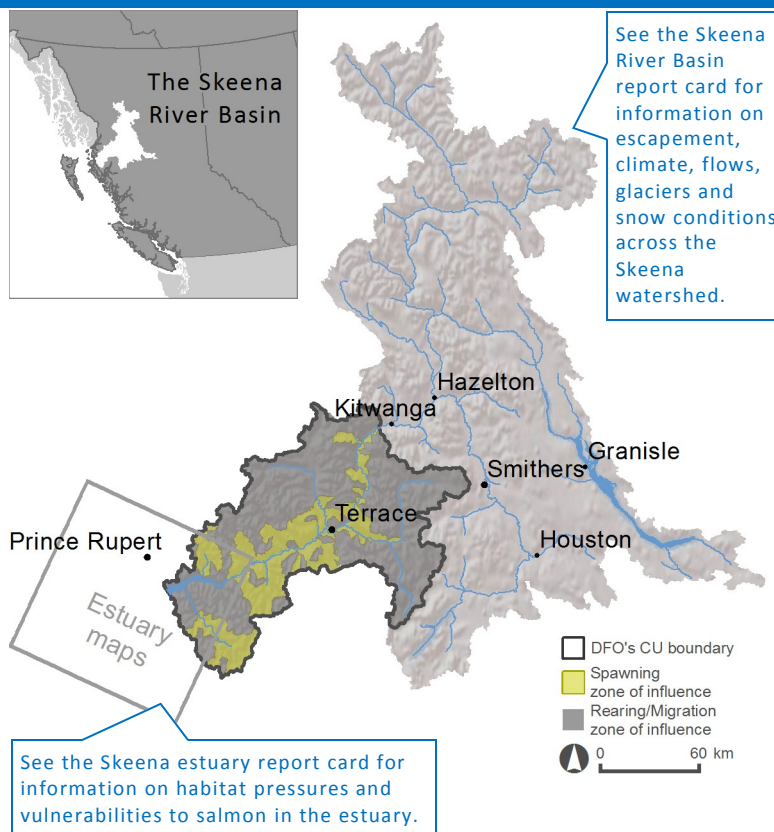 The Skeena
River Basin
See the Skeena
River Basin
report card for
information on
escapement,
climate, flows,
glaciers and
snow conditions
across the
Skeena
watershed.
Hazelton
Kitwanga
Granisle
Smithers
Terrace
Prince Rupert
Houston
Estuary
maps
DFO's CU boundary
Spawning
zone of influence
Rearing/Migration
zone of influence
0 60 km
See the Skeena estuary report card for
information on habitat pressures and
vulnerabilities to salmon in the estuary.